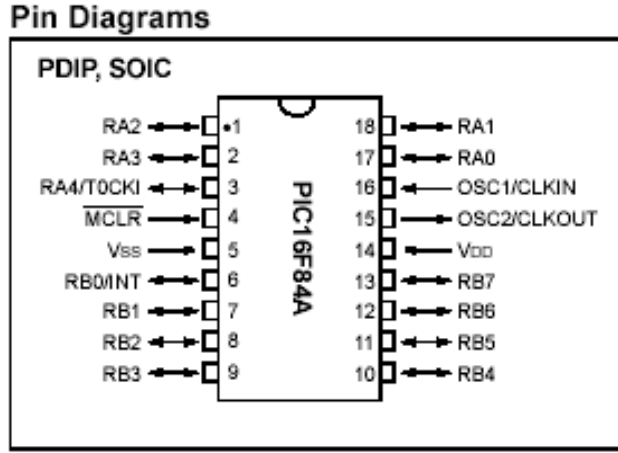 Pin Diagrams
PDIP, SOIC
RA2 •1 18 RA1
RA3 2 17 RA0
RA4/T0CKI 3 16 OSC1/CLKIN
MCLR 4 15 OSC2/CLKOUT
VSS 5 14 VDD
RB0/INT 6 13 RB7
RB1 7 12 RB6
RB2 8 11 RB5
RB3 9 10 RB4
PIC16F84A